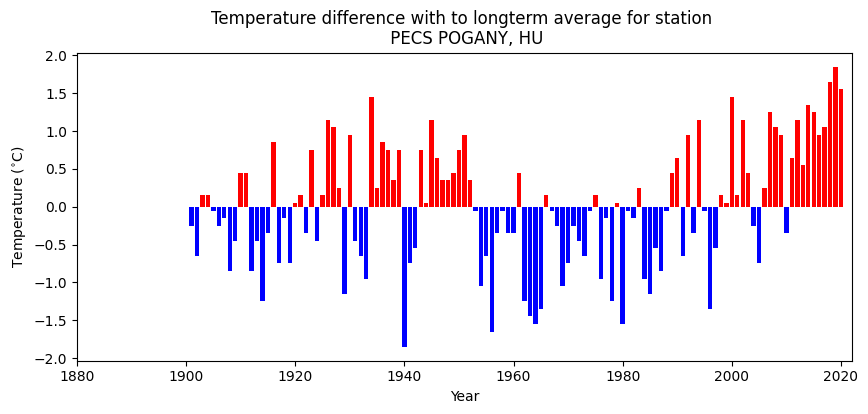 Temperature difference with to longterm average for station
PECS POGANY, HU
2.0
1.5
1.0
0.5
0.0
−0.5
−1.0
−1.5
−2.0
Temperature (°C)
1880 1900 1920 1940 1960 1980 2000 2020
Year